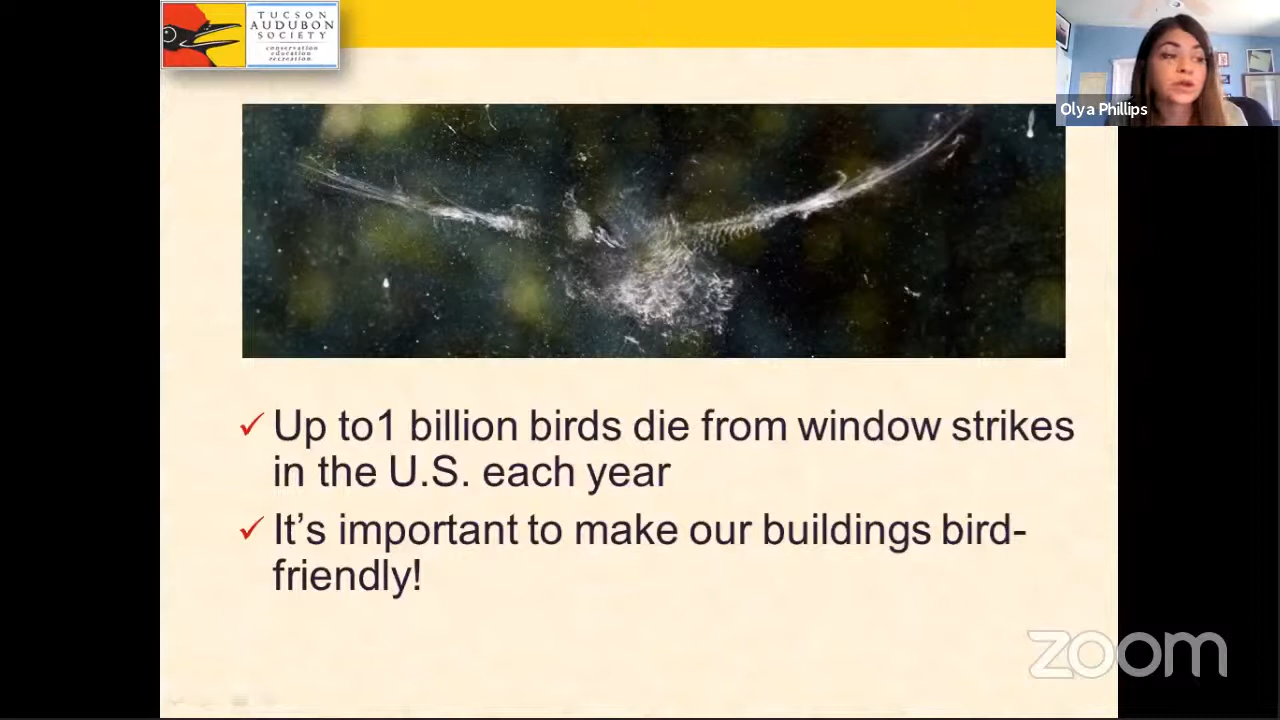 TUCSON
AUDUBON
SOCIETY
conservation
education
recreation.
Olya Phillips
Up to1 billion birds die from window strikes
in the U.S. each year
It's important to make our buildings bird-
friendly!
zoom